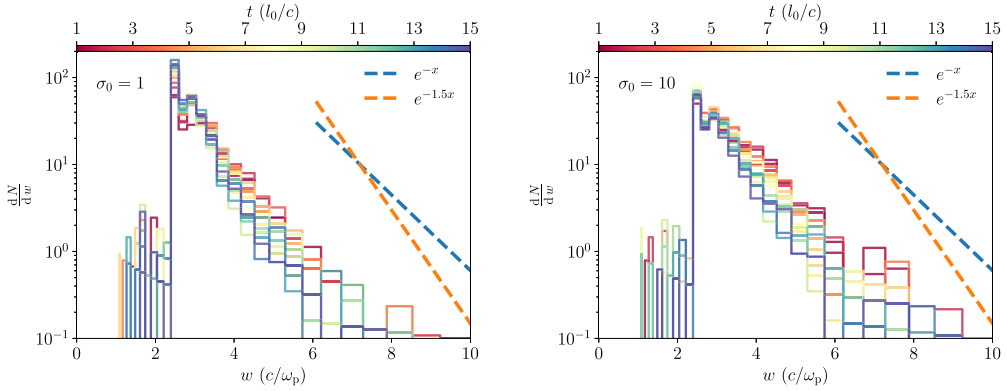 t (l₀/c)
1 3 5 7 9 11 13 15
σ₀ = 1
e^{-x}
e^{-1.5x}
10²
10¹
10⁰
10⁻¹
dN/dw
0 2 4 6 8 10
w (c/ωₚ)
t (l₀/c)
1 3 5 7 9 11 13 15
σ₀ = 10
e^{-x}
e^{-1.5x}
10²
10¹
10⁰
10⁻¹
dN/dw
0 2 4 6 8 10
w (c/ωₚ)